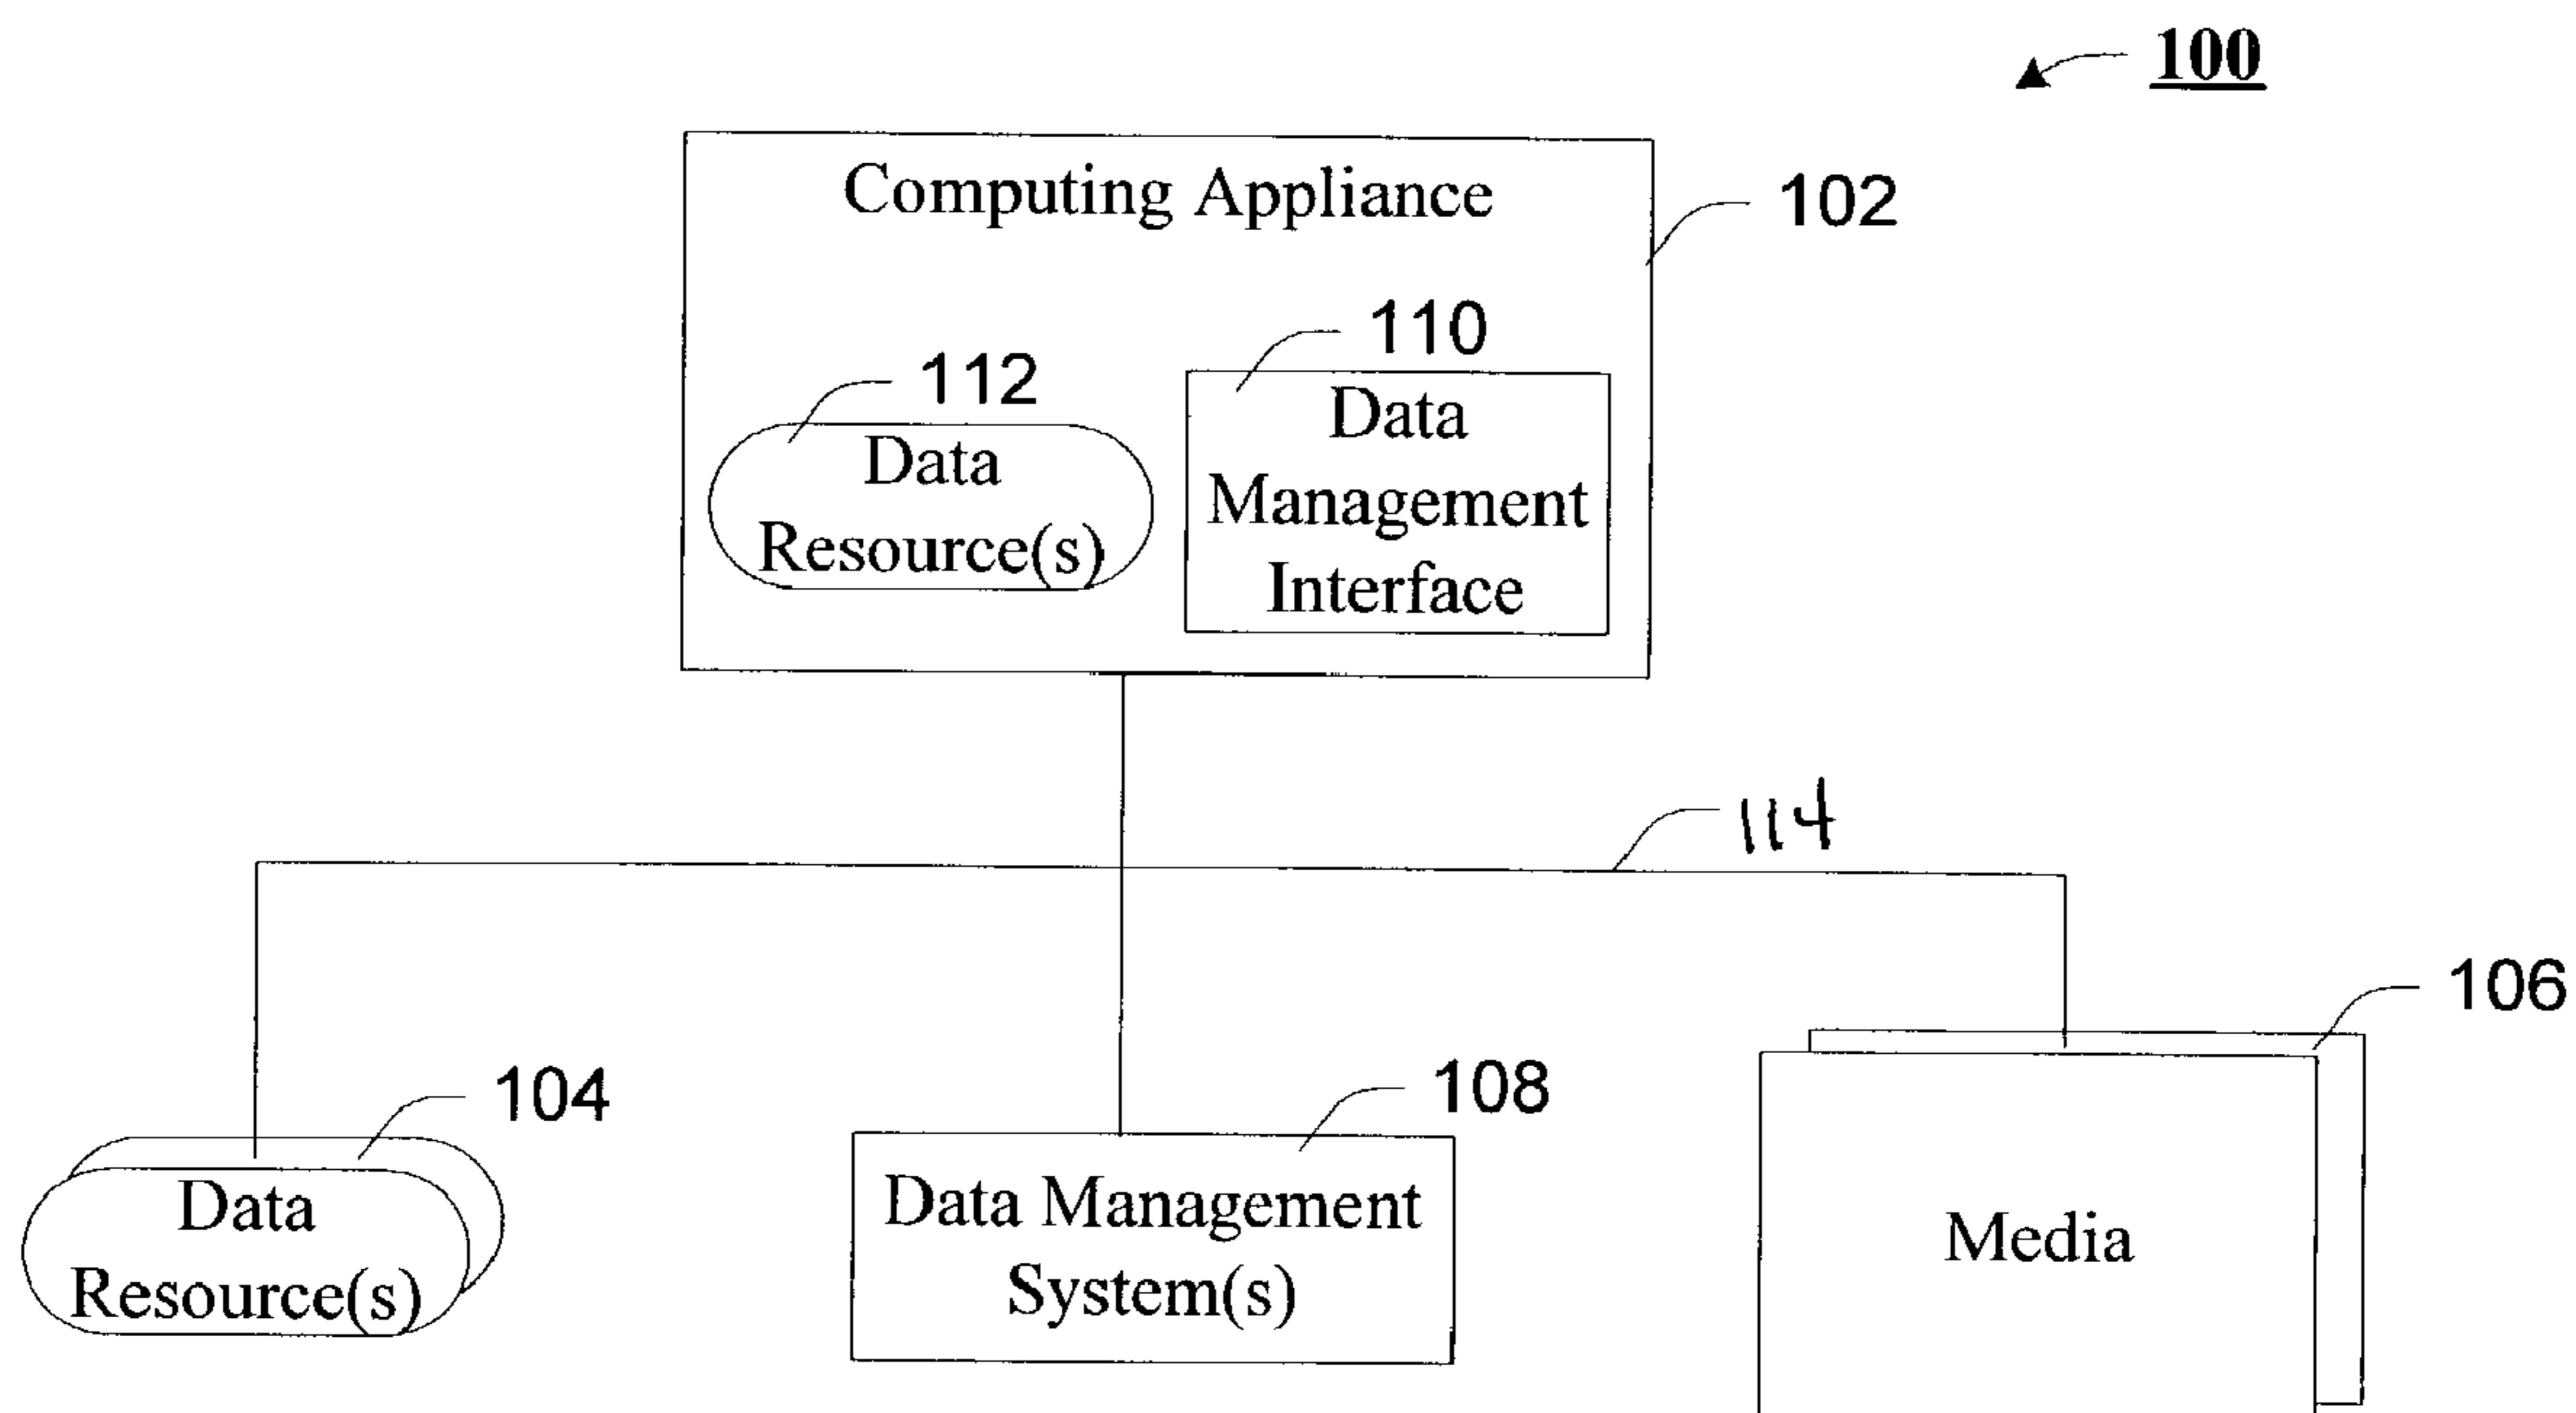 100
Computing Appliance
102
110
112
Data
Management
Interface
Data
Resource(s)
114
106
104
108
Data
Resource(s)
Data Management
System(s)
Media